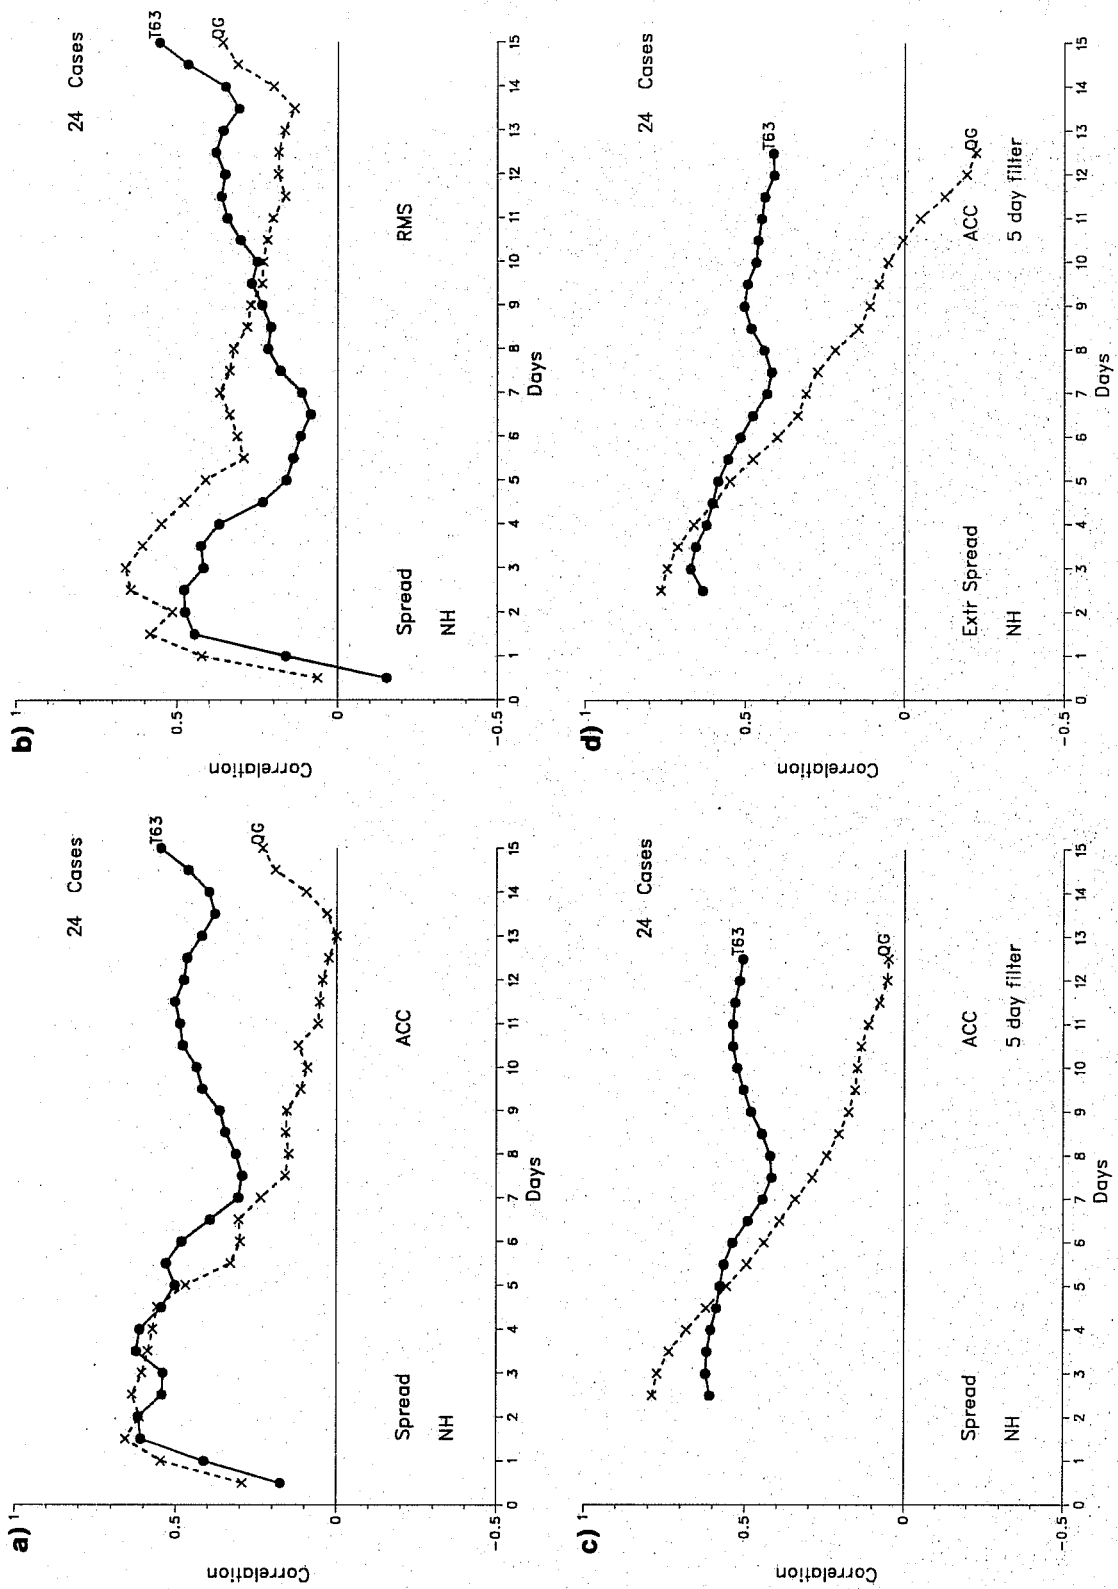 a)
Correlation
1
0.5
0
-0.5
24 Cases
T63
QG
Spread
NH
ACC
0 1 2 3 4 5 6 7 8 9 10 11 12 13 14 15
Days
b)
Correlation
1
0.5
0
-0.5
24 Cases
T63
QG
Spread
NH
RMS
0 1 2 3 4 5 6 7 8 9 10 11 12 13 14 15
Days
c)
Correlation
1
0.5
0
-0.5
24 Cases
T63
QG
Spread
NH
ACC
5 day filter
0 1 2 3 4 5 6 7 8 9 10 11 12 13 14 15
Days
d)
Correlation
1
0.5
0
-0.5
24 Cases
T63
QG
Extr Spread
NH
ACC
5 day filter
0 1 2 3 4 5 6 7 8 9 10 11 12 13 14 15
Days